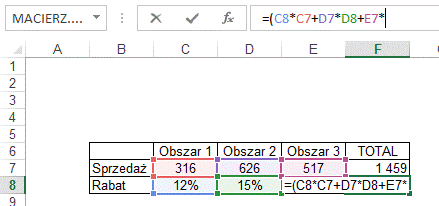 MACIERZ.... =(C8*C7+D7*D8+E7*
A B C D E F
1
2
3
4
5
6 Obszar 1 Obszar 2 Obszar 3 TOTAL
7 Sprzedaż 316 626 517 1 459
8 Rabat 12% 15% =(C8*C7+D7*D8+E7*